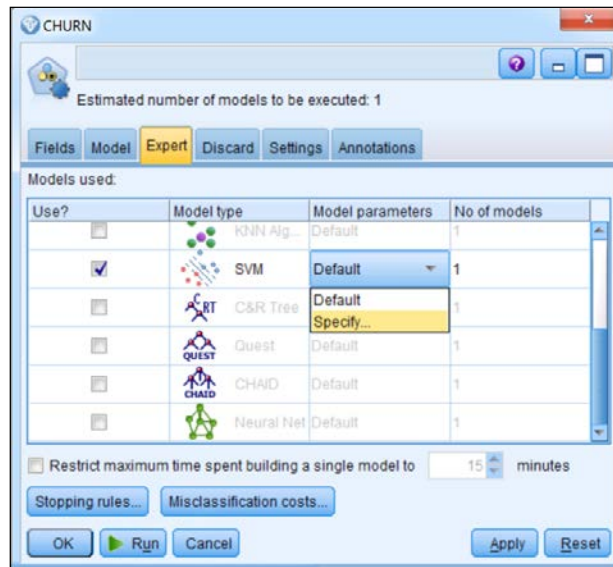 CHURN
Estimated number of models to be executed: 1
Fields Model Expert Discard Settings Annotations
Models used:
Use? Model type Model parameters No of models
KNN Alg... Default 1
SVM Default 1
Default
Specify...
C&RT C&R Tree 1
QUEST Quest Default 1
CHAID CHAID Default 1
Neural Net Default 1
Restrict maximum time spent building a single model to 15 minutes
Stopping rules... Misclassification costs...
OK Run Cancel Apply Reset